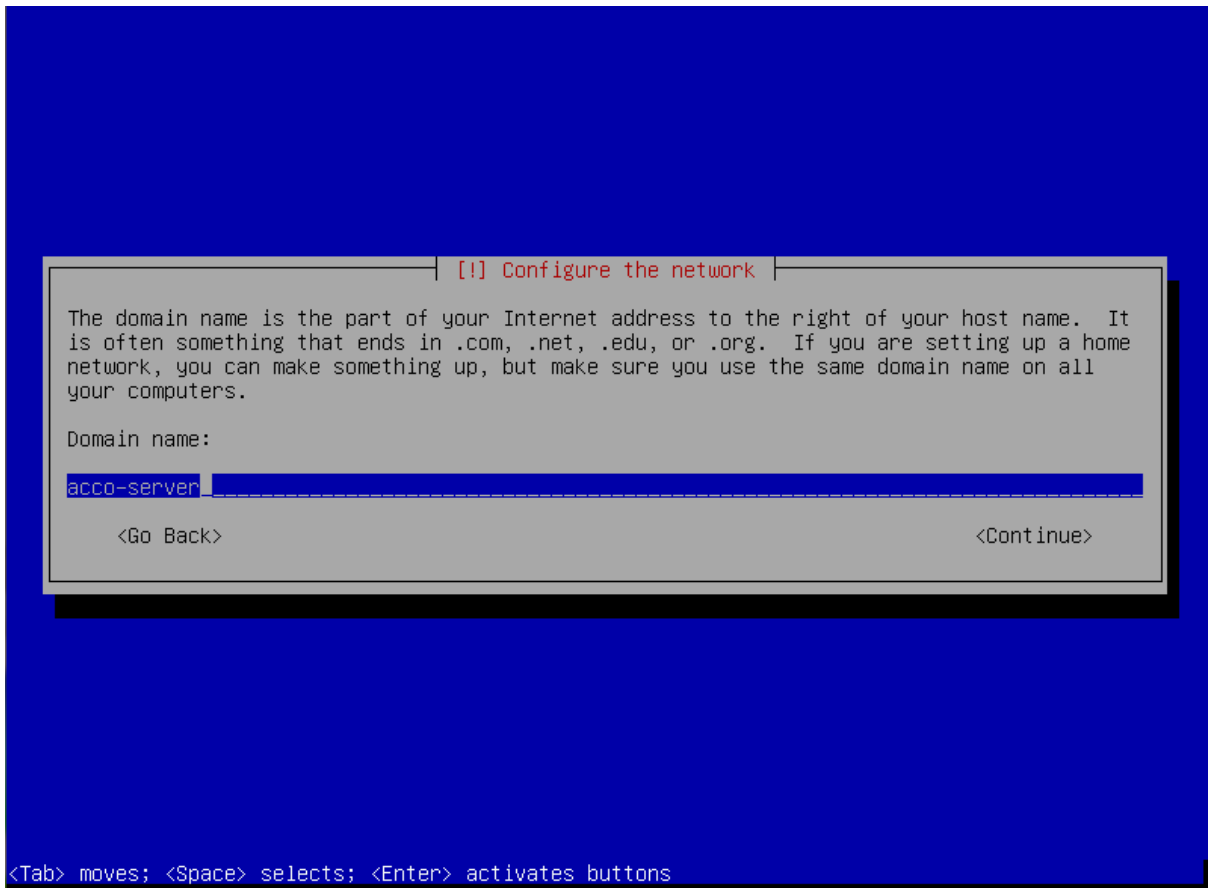 [!] Configure the network
The domain name is the part of your Internet address to the right of your host name.  It
is often something that ends in .com, .net, .edu, or .org.  If you are setting up a home
network, you can make something up, but make sure you use the same domain name on all
your computers.
Domain name:
acco-server
<Go Back> <Continue>
<Tab> moves; <Space> selects; <Enter> activates buttons